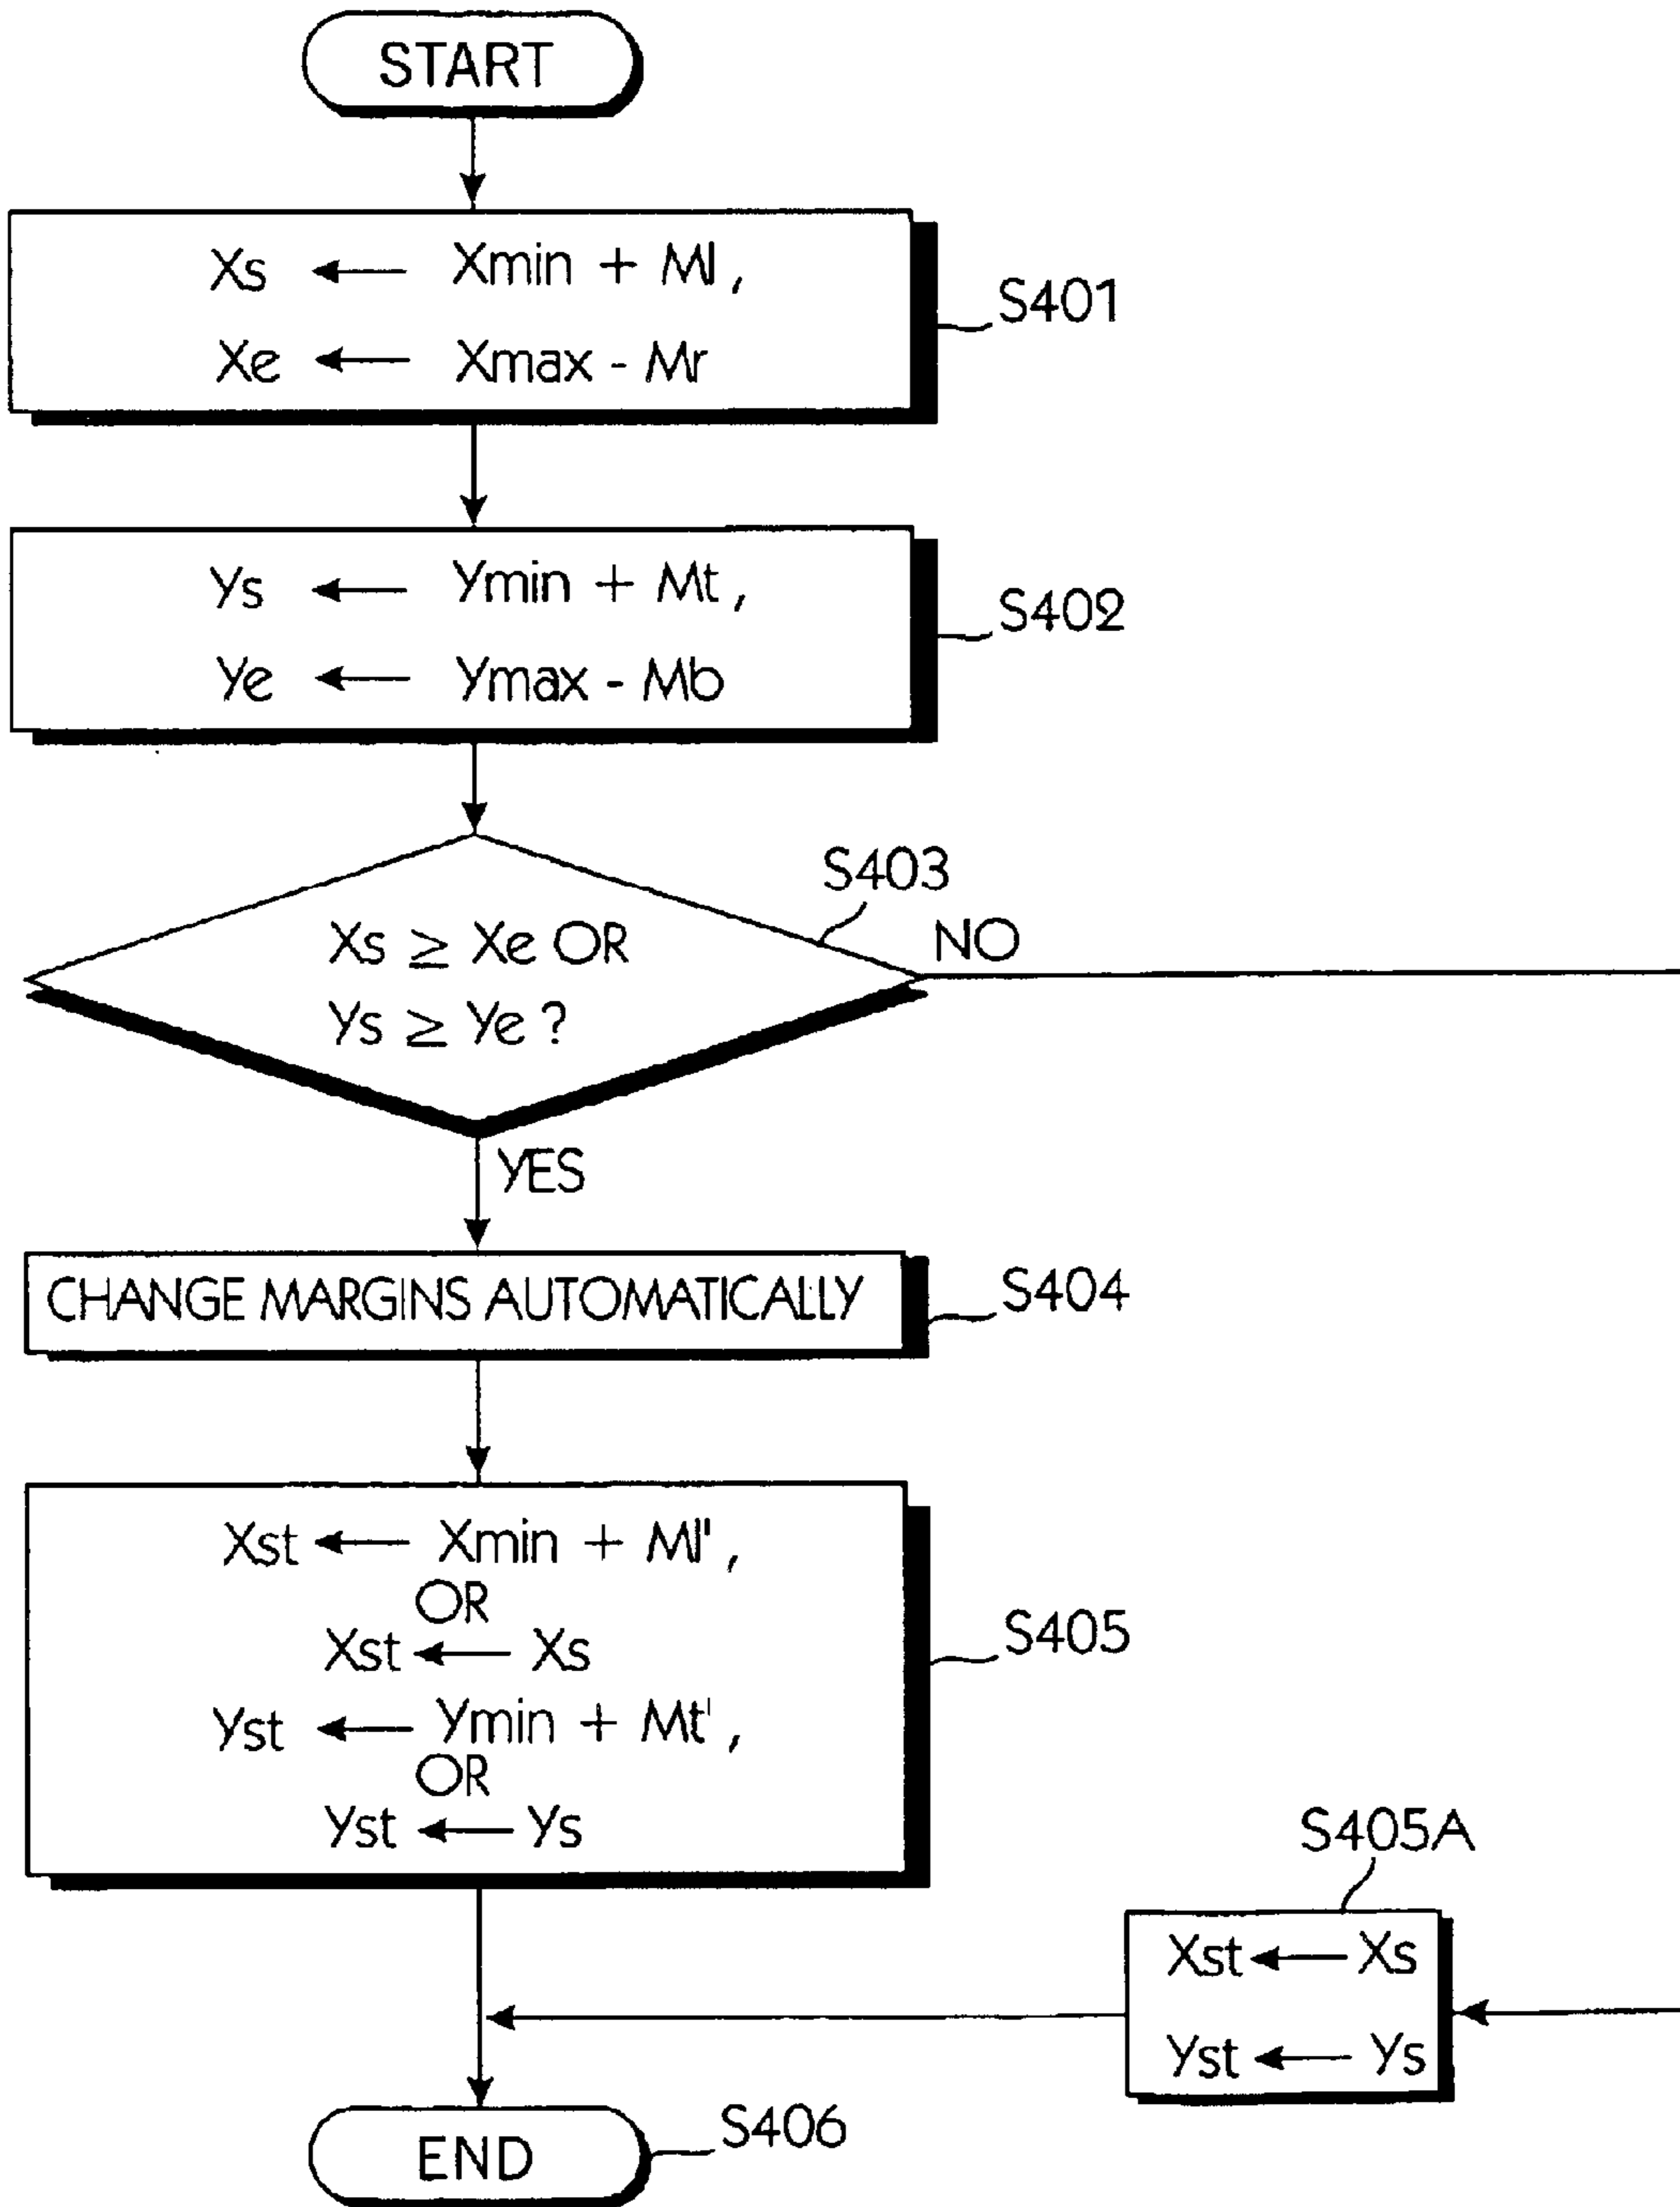 START
Xs ← Xmin + Ml ,
Xe ← Xmax - Mr
S401
Ys ← Ymin + Mt ,
Ye ← Ymax - Mb
S402
S403
Xs ≥ Xe OR
Ys ≥ Ye ?
NO
YES
CHANGE MARGINS AUTOMATICALLY
S404
Xst ← Xmin + Ml' ,
OR
Xst ← Xs
Yst ← Ymin + Mt' ,
OR
Yst ← Ys
S405
S405A
Xst ← Xs
Yst ← Ys
END
S406